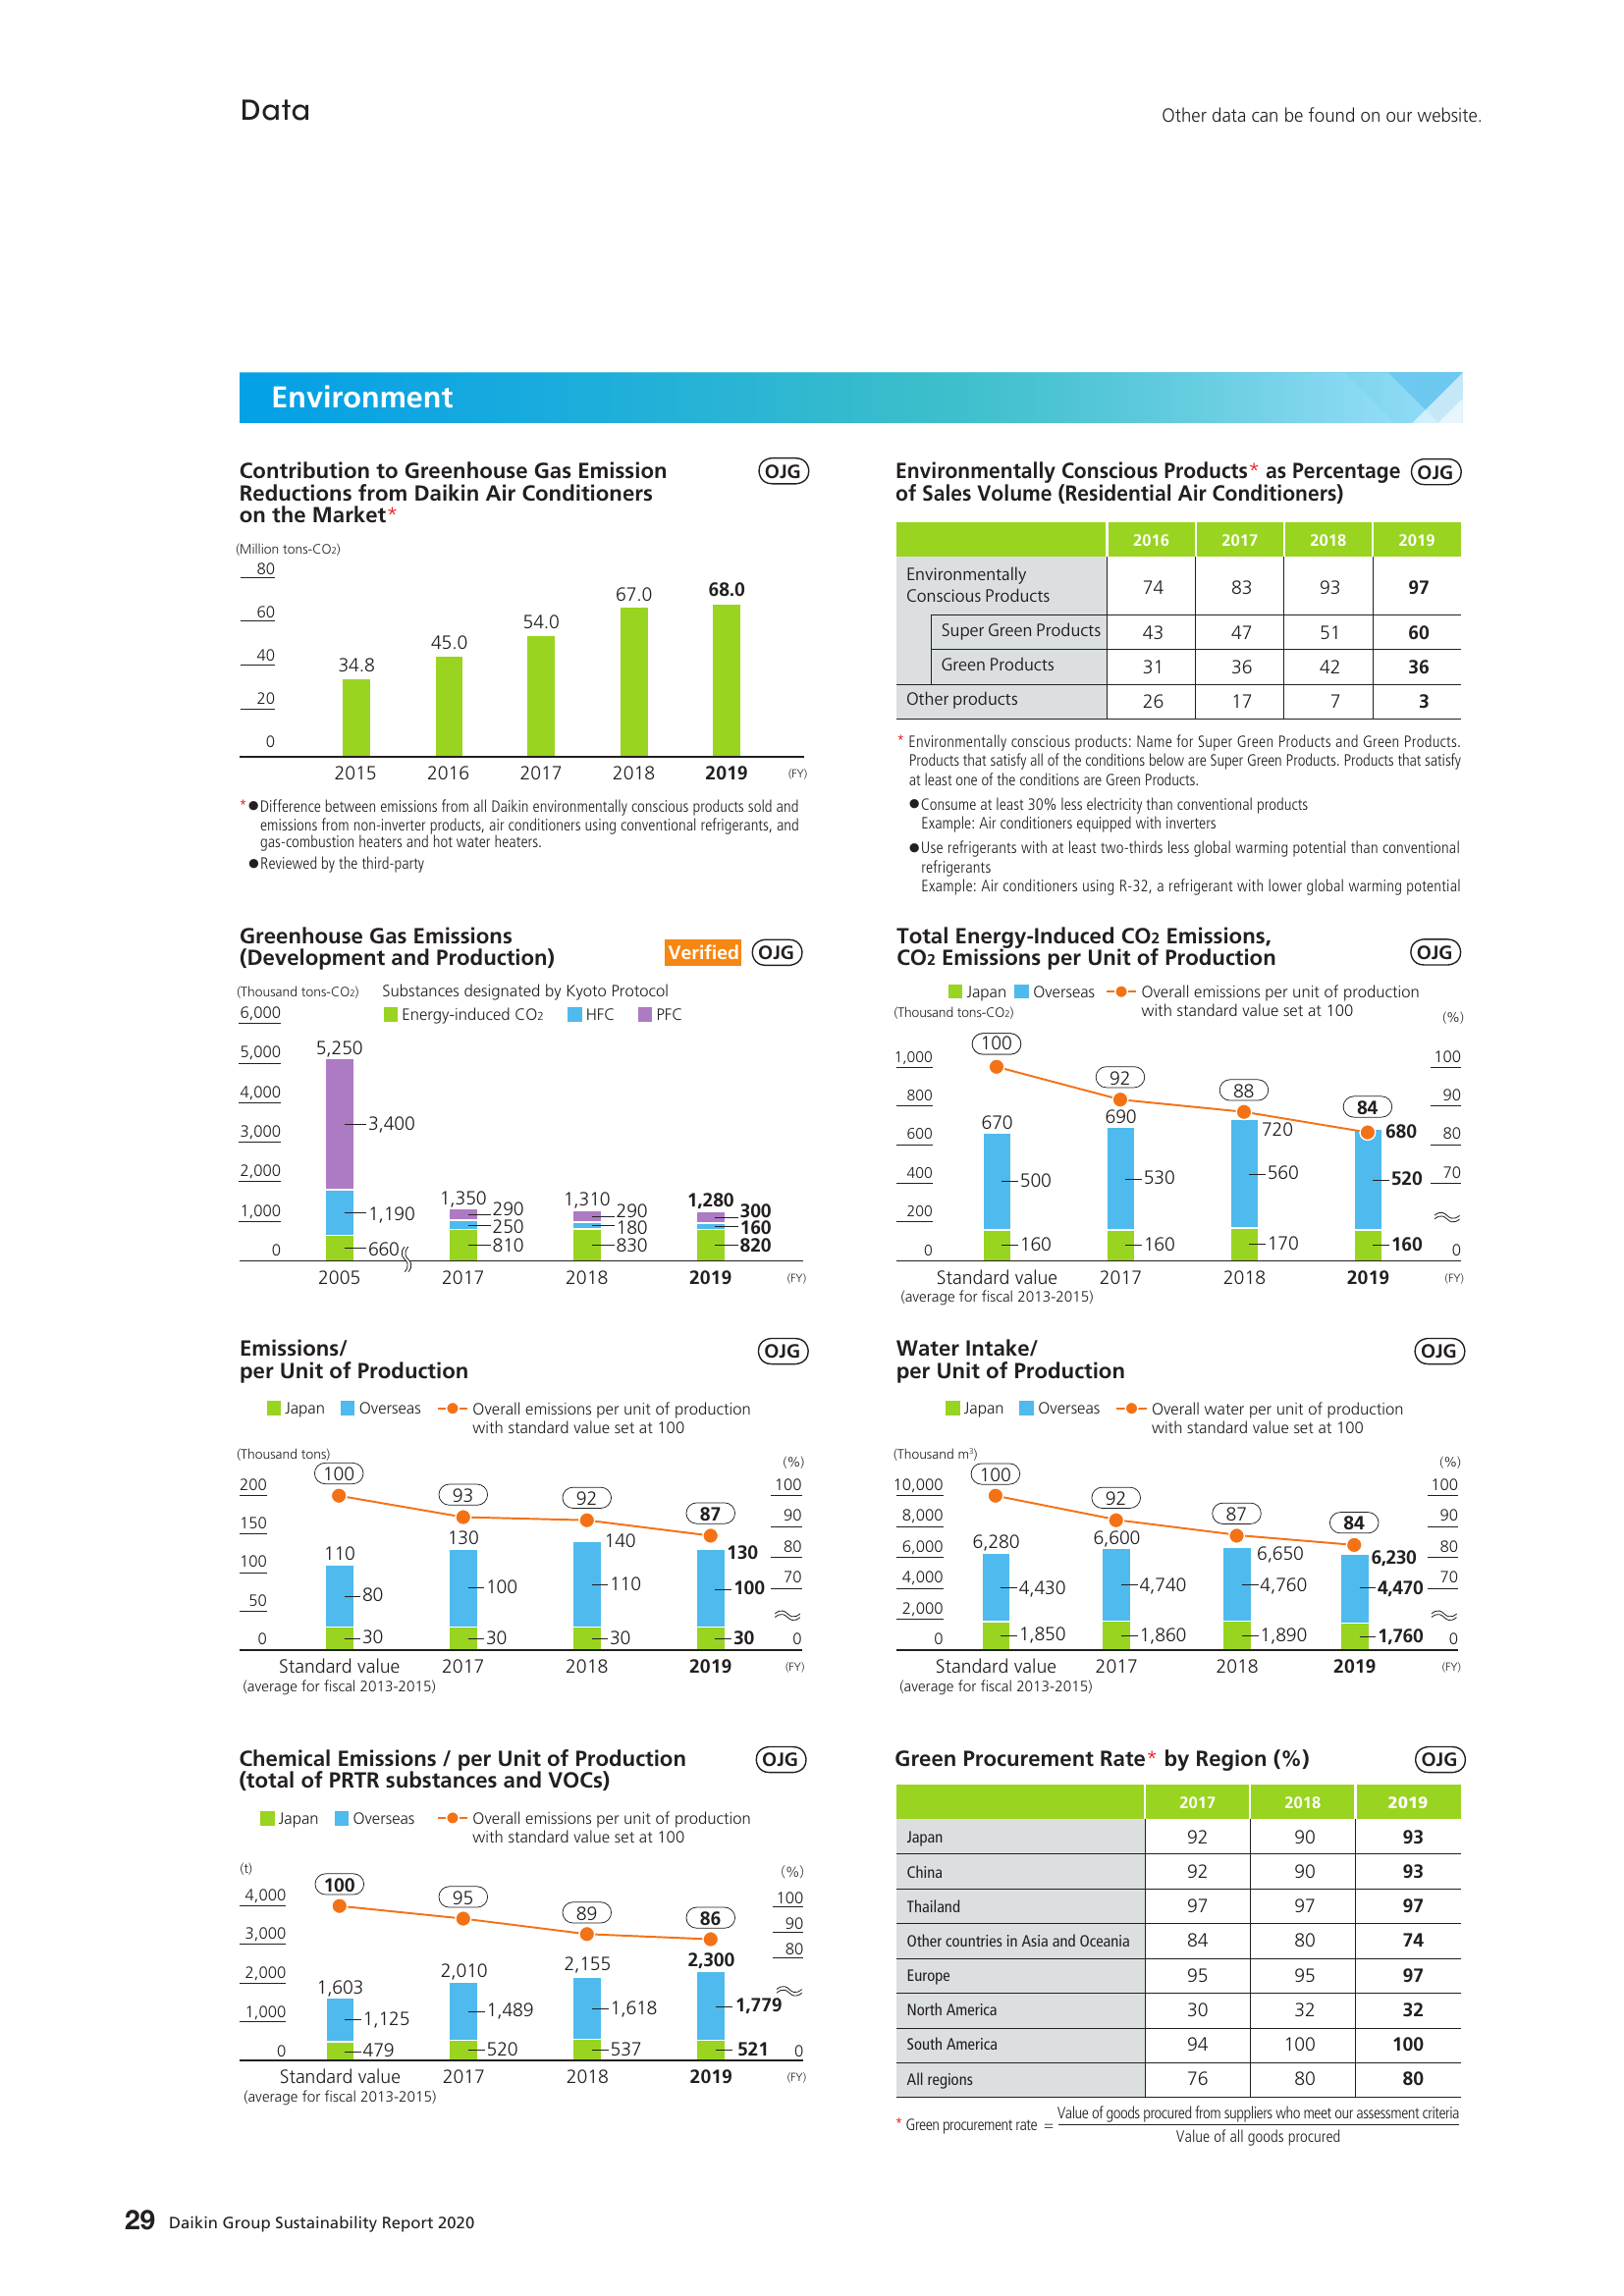 Data
Other data can be found on our website.
Environment
Contribution to Greenhouse Gas Emission
Reductions from Daikin Air Conditioners
on the Market*
OJG
(Million tons-CO2)
80
60
40
20
0
34.8
45.0
54.0
67.0
68.0
2015 2016 2017 2018 2019 (FY)
* ●Difference between emissions from all Daikin environmentally conscious products sold and
emissions from non-inverter products, air conditioners using conventional refrigerants, and
gas-combustion heaters and hot water heaters.
●Reviewed by the third-party
Environmentally Conscious Products* as Percentage
of Sales Volume (Residential Air Conditioners)
OJG
2016 2017 2018 2019
Environmentally
Conscious Products 74 83 93 97
Super Green Products 43 47 51 60
Green Products 31 36 42 36
Other products 26 17 7 3
* Environmentally conscious products: Name for Super Green Products and Green Products.
Products that satisfy all of the conditions below are Super Green Products. Products that satisfy
at least one of the conditions are Green Products.
●Consume at least 30% less electricity than conventional products
Example: Air conditioners equipped with inverters
●Use refrigerants with at least two-thirds less global warming potential than conventional
refrigerants
Example: Air conditioners using R-32, a refrigerant with lower global warming potential
Greenhouse Gas Emissions
(Development and Production)
Verified OJG
(Thousand tons-CO2) Substances designated by Kyoto Protocol
Energy-induced CO2 HFC PFC
6,000
5,000
4,000
3,000
2,000
1,000
0
5,250
3,400
1,190
660
1,350
290
250
810
1,310
290
180
830
1,280
300
160
820
2005 2017 2018 2019 (FY)
Total Energy-Induced CO2 Emissions,
CO2 Emissions per Unit of Production
OJG
Japan Overseas Overall emissions per unit of production
with standard value set at 100
(Thousand tons-CO2)
(%)
1,000
800
600
400
200
0
100
92
88
84
670
500
160
690
530
160
720
560
170
680
520
160
100
90
80
70
0
Standard value 2017 2018 2019 (FY)
(average for fiscal 2013-2015)
Emissions/
per Unit of Production
OJG
Japan Overseas Overall emissions per unit of production
with standard value set at 100
(Thousand tons)
(%)
200
150
100
50
0
100
93
92
87
110
80
30
130
100
30
140
110
30
130
100
30
100
90
80
70
0
Standard value 2017 2018 2019 (FY)
(average for fiscal 2013-2015)
Water Intake/
per Unit of Production
OJG
Japan Overseas Overall water per unit of production
with standard value set at 100
(Thousand m³)
(%)
10,000
8,000
6,000
4,000
2,000
0
100
92
87
84
6,280
4,430
1,850
6,600
4,740
1,860
6,650
4,760
1,890
6,230
4,470
1,760
100
90
80
70
0
Standard value 2017 2018 2019 (FY)
(average for fiscal 2013-2015)
Chemical Emissions / per Unit of Production
(total of PRTR substances and VOCs)
OJG
Japan Overseas Overall emissions per unit of production
with standard value set at 100
(t)
(%)
4,000
3,000
2,000
1,000
0
100
95
89
86
1,603
1,125
479
2,010
1,489
520
2,155
1,618
537
2,300
1,779
521
100
90
80
0
Standard value 2017 2018 2019 (FY)
(average for fiscal 2013-2015)
Green Procurement Rate* by Region (%)
OJG
2017 2018 2019
Japan 92 90 93
China 92 90 93
Thailand 97 97 97
Other countries in Asia and Oceania 84 80 74
Europe 95 95 97
North America 30 32 32
South America 94 100 100
All regions 76 80 80
* Green procurement rate = Value of goods procured from suppliers who meet our assessment criteria
Value of all goods procured
29 Daikin Group Sustainability Report 2020